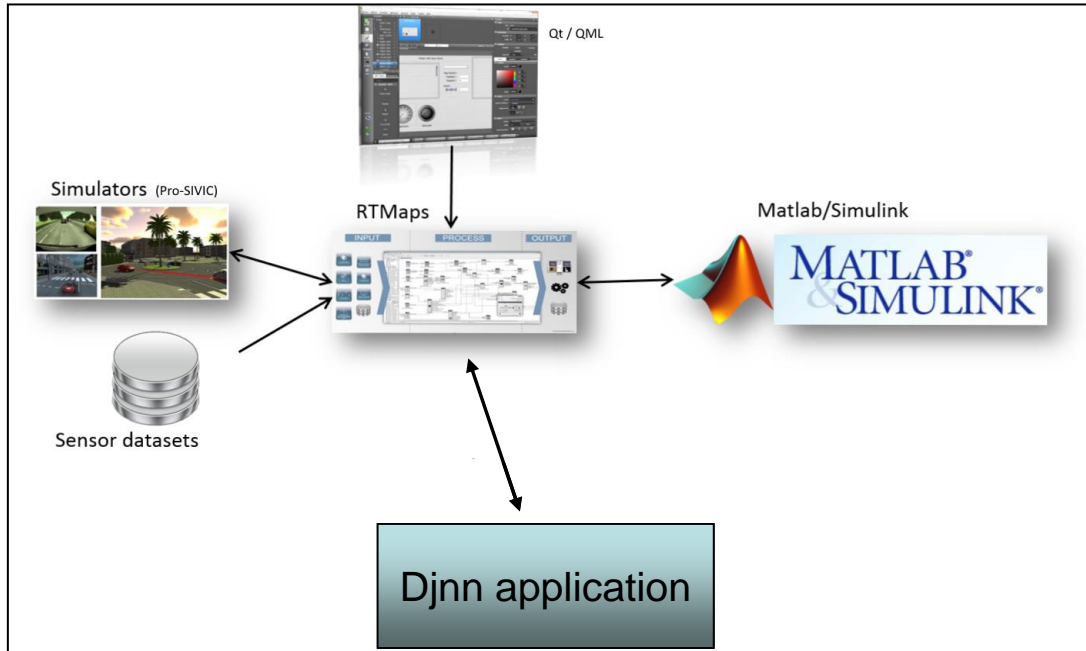 Qt / QML
Simulators (Pro-SIVIC)
RTMaps
Matlab/Simulink
INPUT
PROCESS
OUTPUT
MATLAB®
&SIMULINK®
Sensor datasets
Djnn application